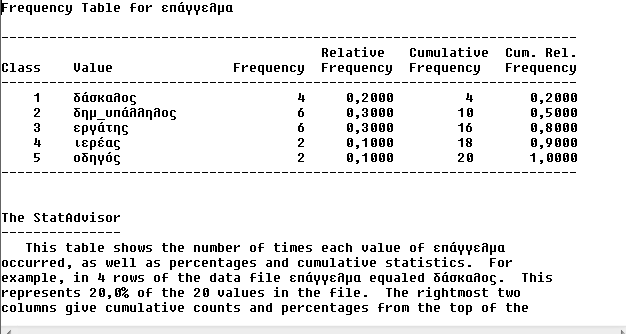 Frequency Table for επάγγελμα
--------------------------------------------------------------------------------
Relative Cumulative Cum. Rel.
Class Value Frequency Frequency Frequency Frequency
--------------------------------------------------------------------------------
1 δάσκαλος 4 0,2000 4 0,2000
2 δημ_υπάλληλος 6 0,3000 10 0,5000
3 εργάτης 6 0,3000 16 0,8000
4 ιερέας 2 0,1000 18 0,9000
5 οδηγός 2 0,1000 20 1,0000
--------------------------------------------------------------------------------
The StatAdvisor
---------------
This table shows the number of times each value of επάγγελμα
occurred, as well as percentages and cumulative statistics. For
example, in 4 rows of the data file επάγγελμα equaled δάσκαλος. This
represents 20,0% of the 20 values in the file. The rightmost two
columns give cumulative counts and percentages from the top of the